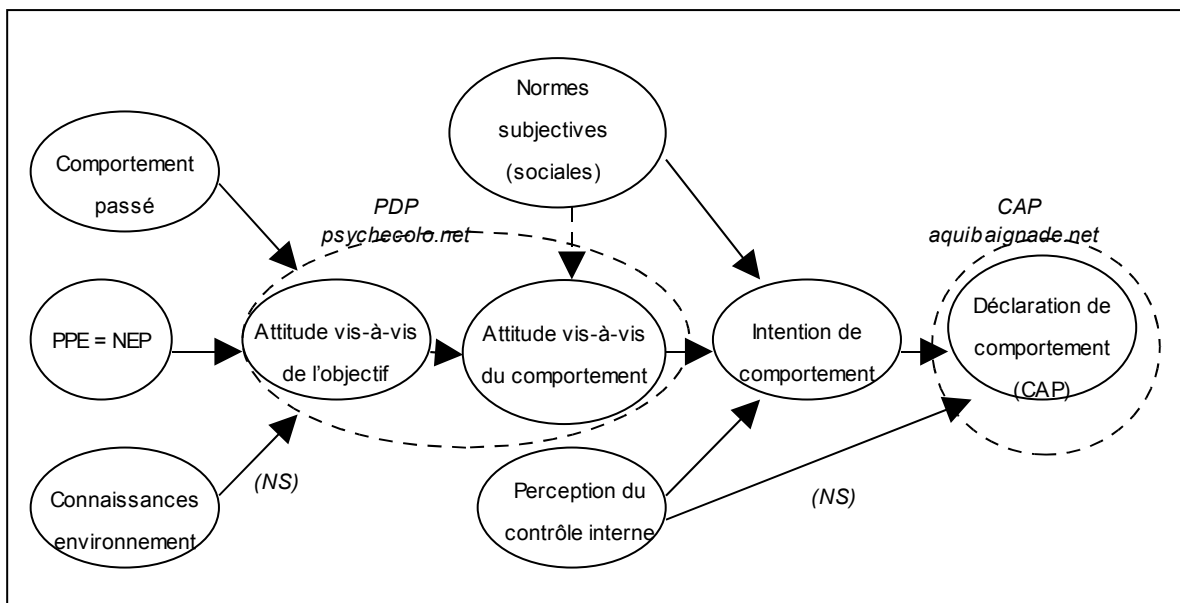 Normes
subjectives
(sociales)
Comportement
passé
PDP
psychecolo.net
CAP
aquibaignade.net
PPE = NEP
Attitude vis-à-vis
de l'objectif
Attitude vis-à-vis
du comportement
Intention de
comportement
Déclaration de
comportement
(CAP)
Connaissances
environnement
(NS)
Perception du
contrôle interne
(NS)